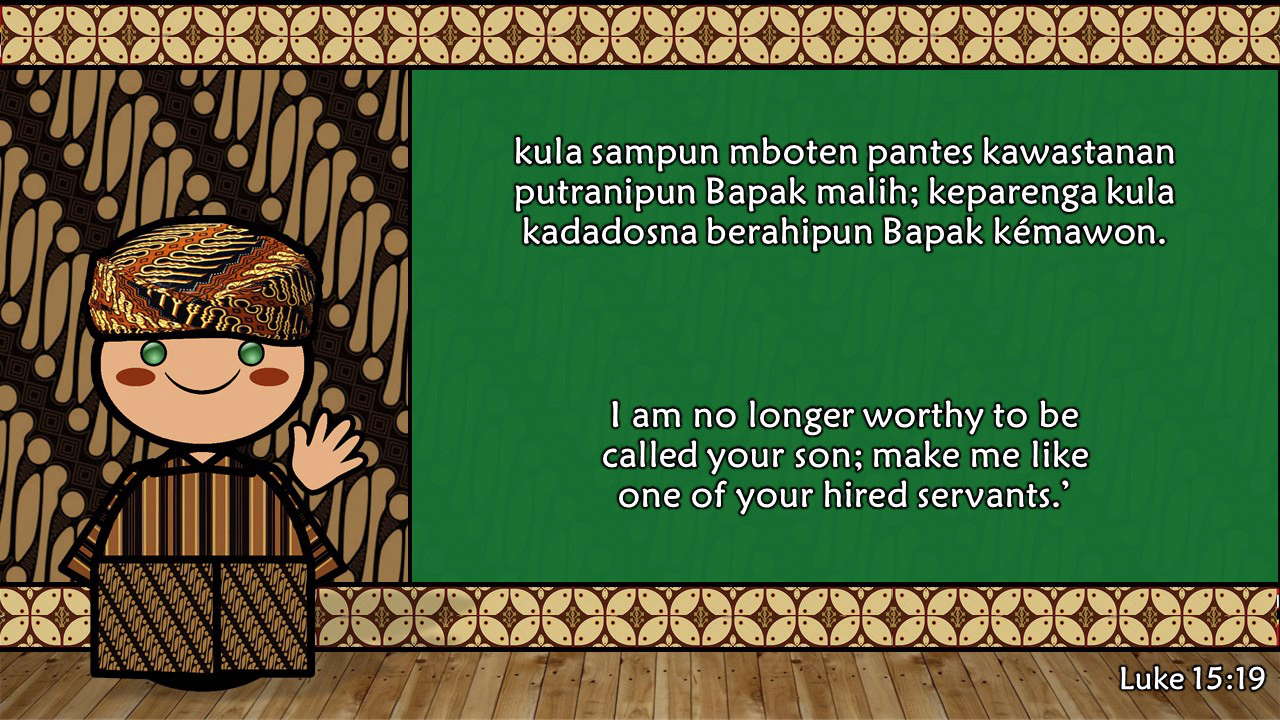 kula sampun mboten pantes kawastanan
putranipun Bapak malih; keparenga kula
kadadosna berahipun Bapak kémawon.
I am no longer worthy to be
called your son; make me like
one of your hired servants.’
Luke 15:19